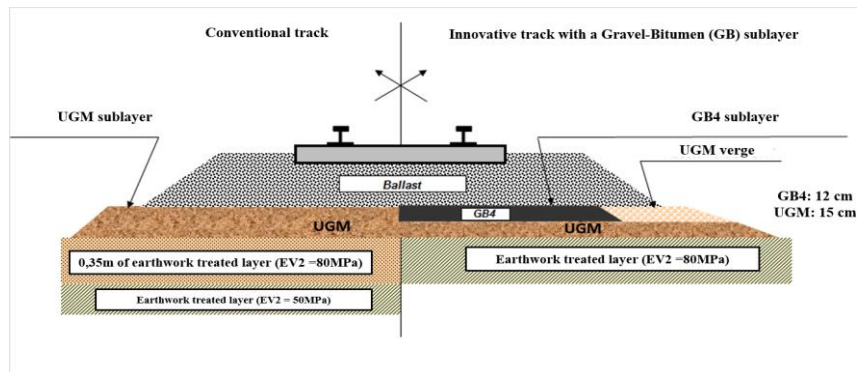 Conventional track
Innovative track with a Gravel-Bitumen (GB) sublayer
UGM sublayer
GB4 sublayer
UGM verge
Ballast
GB4: 12 cm
UGM: 15 cm
GB4
UGM
UGM
0,35m of earthwork treated layer (EV2 =80MPa)
Earthwork treated layer (EV2 =80MPa)
Earthwork treated layer (EV2 = 50MPa)